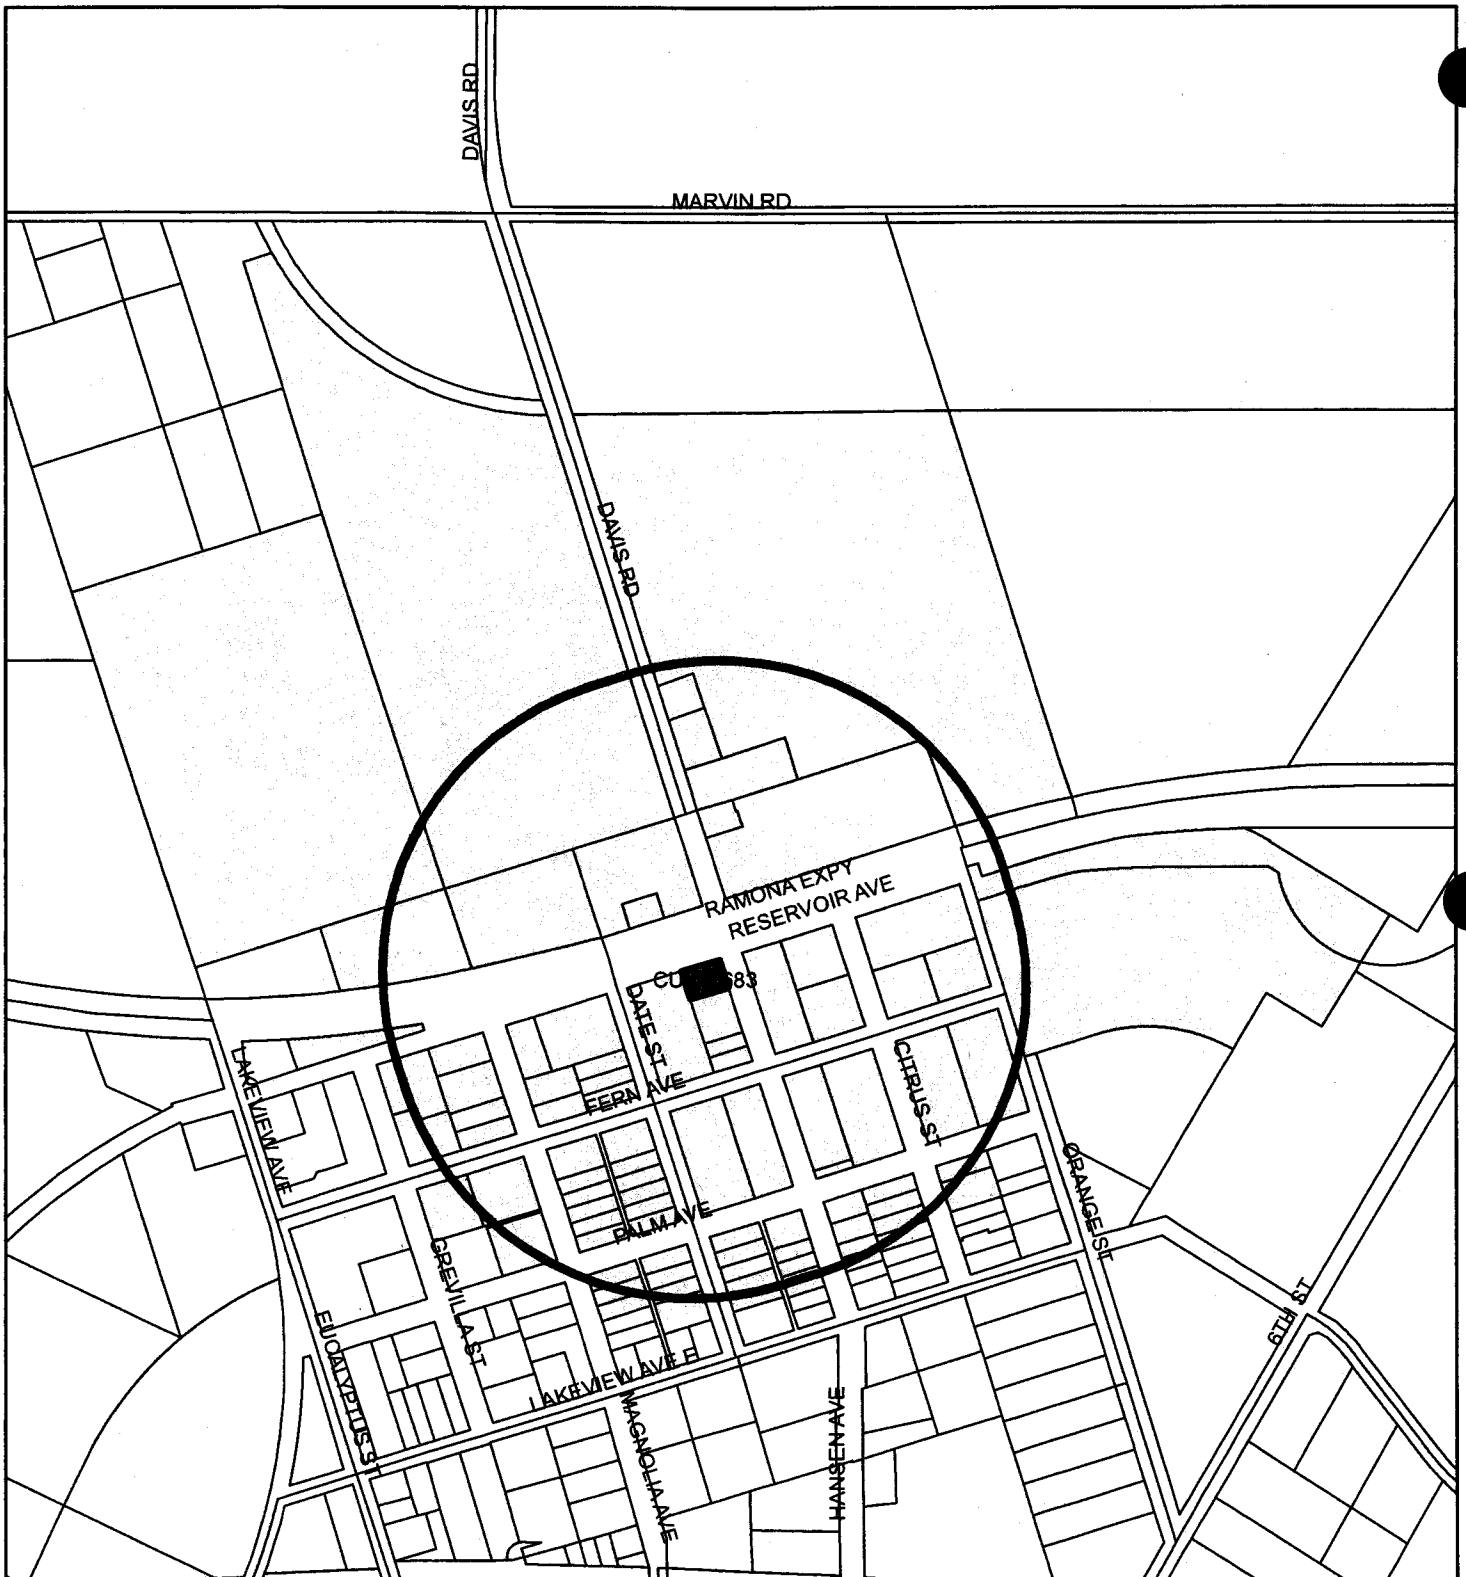 DAVIS RD
MARVIN RD
DAVIS RD
RAMONA EXPY
RESERVOIR AVE
DATE ST
FERN AVE
CITRUS ST
LAKEVIEW AVE
PALM AVE
ORANGE ST
GREVILLA ST
6TH ST
EUCALYPTUS ST
LAKEVIEW AVE E
MAGNOLIA AVE
HANSEN AVE